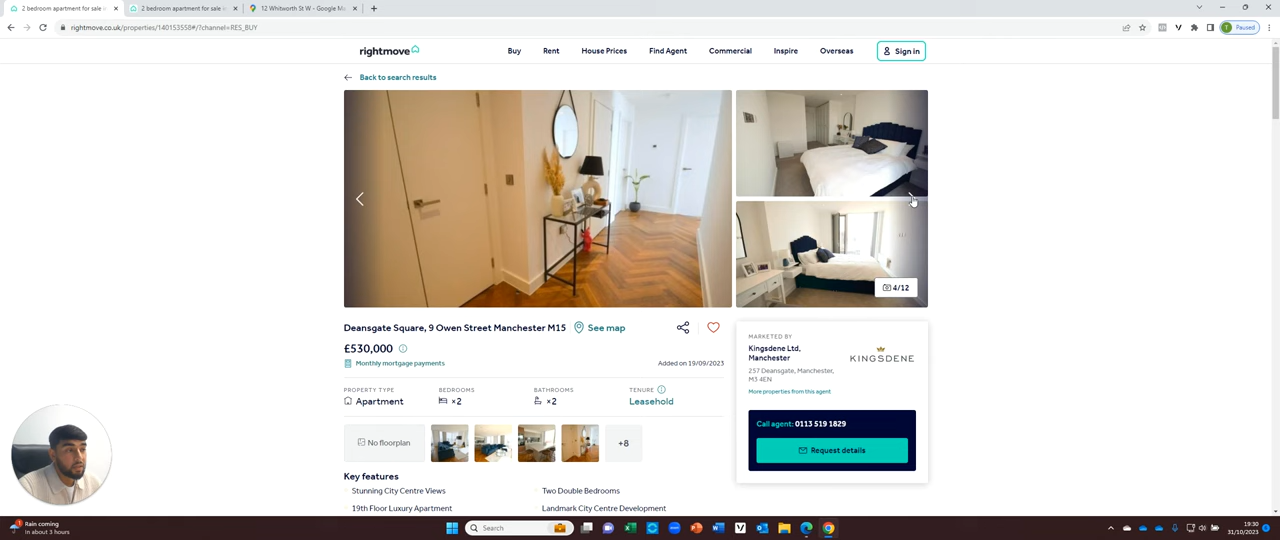 2 bedroom apartment for sale i
2 bedroom apartment for sale i
12 Whitworth St W – Google Ma
rightmove.co.uk/properties/140153558#/?channel=RES_BUY
Paused
rightmove
Buy
Rent
House Prices
Find Agent
Commercial
Inspire
Overseas
Sign in
Back to search results
4/12
Deansgate Square, 9 Owen Street Manchester M15
See map
£530,000
Monthly mortgage payments
Added on 19/09/2023
PROPERTY TYPE
Apartment
BEDROOMS
×2
BATHROOMS
×2
TENURE
Leasehold
No floorplan
+8
Key features
Stunning City Centre Views
Two Double Bedrooms
19th Floor Luxury Apartment
Landmark City Centre Development
MARKETED BY
Kingsdene Ltd,
Manchester
KINGSDENE
257 Deansgate, Manchester,
M3 4EN
More properties from this agent
Call agent: 0113 519 1829
Request details
Rain coming
In about 3 hours
Search
19:30
31/10/2023